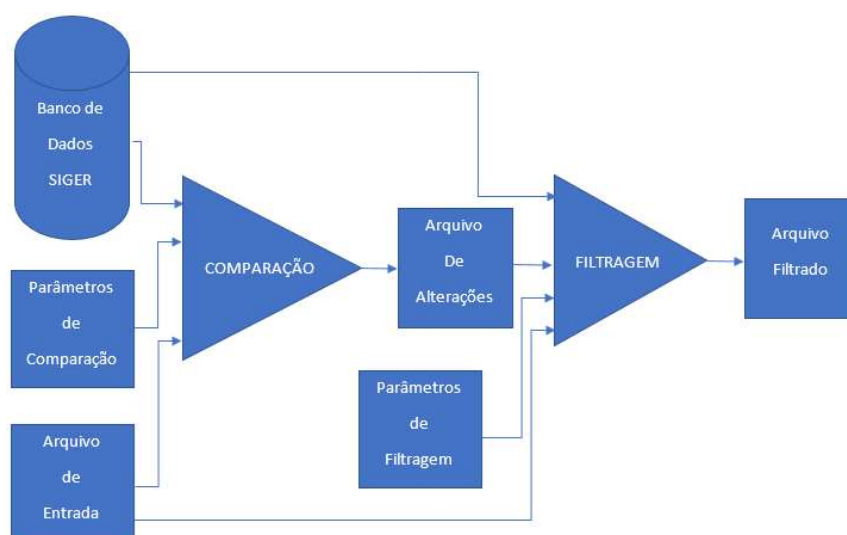 Banco de
Dados
SIGER
COMPARAÇÃO
Arquivo
De
Alterações
FILTRAGEM
Arquivo
Filtrado
Parâmetros
de
Comparação
Parâmetros
de
Filtragem
Arquivo
de
Entrada